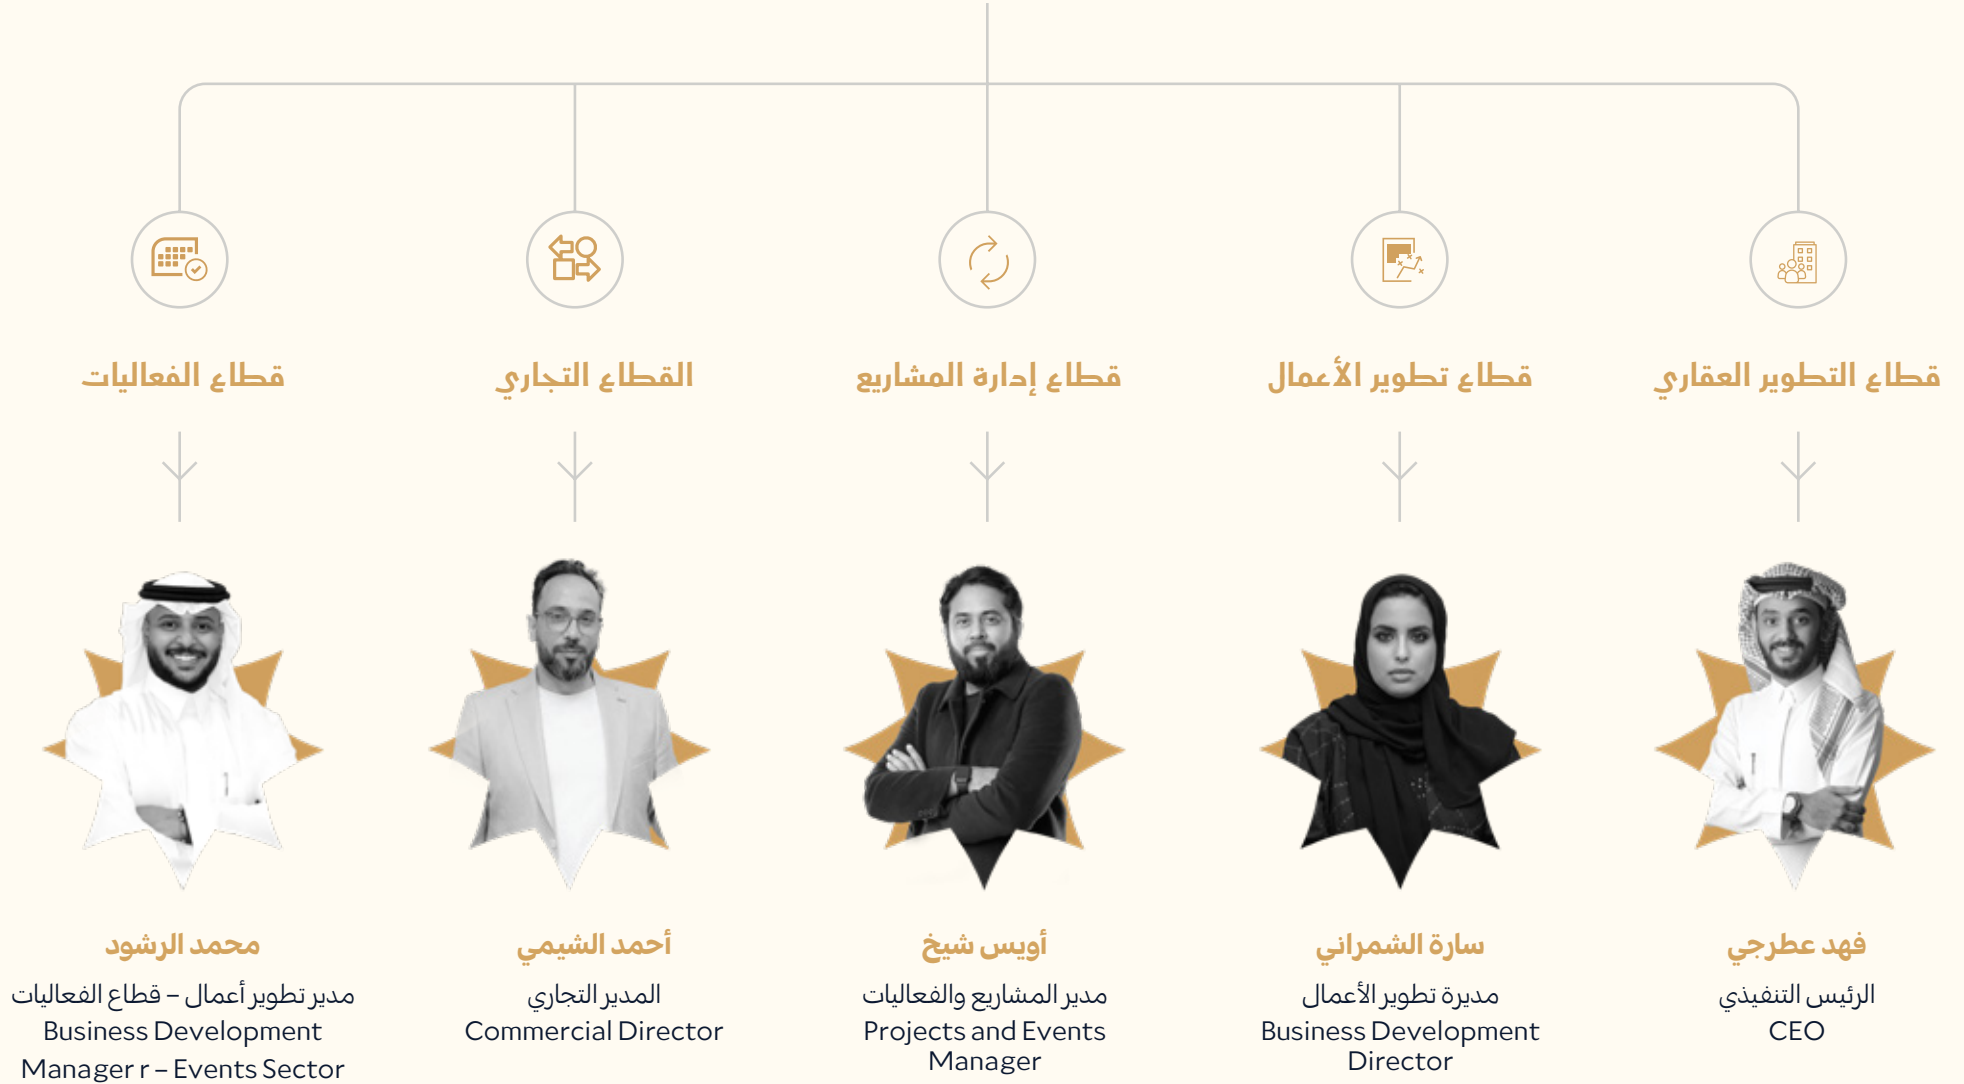 قطاع التطوير العقاري
قطاع تطوير الأعمال
قطاع إدارة المشاريع
القطاع التجاري
قطاع الفعاليات
فهد عطرجي
الرئيس التنفيذي
CEO
سارة الشمراني
مديرة تطوير الأعمال
Business Development
Director
أويس شيخ
مدير المشاريع والفعاليات
Projects and Events
Manager
أحمد الشيمي
المدير التجاري
Commercial Director
محمد الرشود
مدير تطوير أعمال – قطاع الفعاليات
Business Development
Manager r – Events Sector